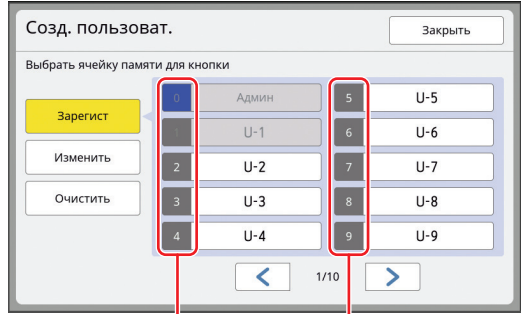 Созд. пользоват.
Закрыть
Выбрать ячейку памяти для кнопки
Зарегист
Изменить
Очистить
0 Админ
1 U-1
2 U-2
3 U-3
4 U-4
5 U-5
6 U-6
7 U-7
8 U-8
9 U-9
1/10